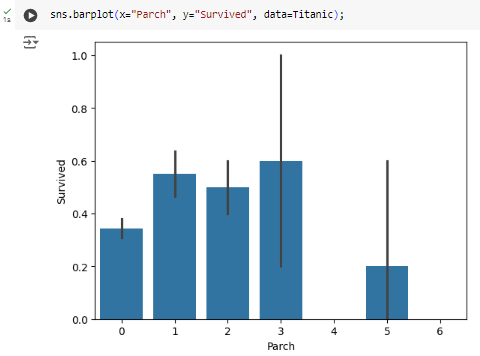 1s
sns.barplot(x="Parch", y="Survived", data=Titanic);
1.0
0.8
0.6
0.4
0.2
0.0
Survived
0 1 2 3 4 5 6
Parch